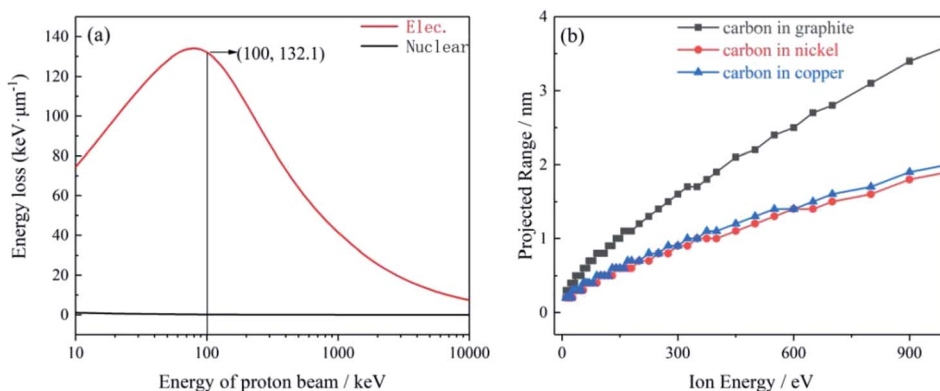 (a)
Elec.
Nuclear
(100, 132.1)
140
120
100
80
60
40
20
0
Energy loss (keV·μm⁻¹)
10
100
1000
10000
Energy of proton beam / keV
(b)
carbon in graphite
carbon in nickel
carbon in copper
4
3
2
1
0
Projected Range / nm
0
300
600
900
Ion Energy / eV